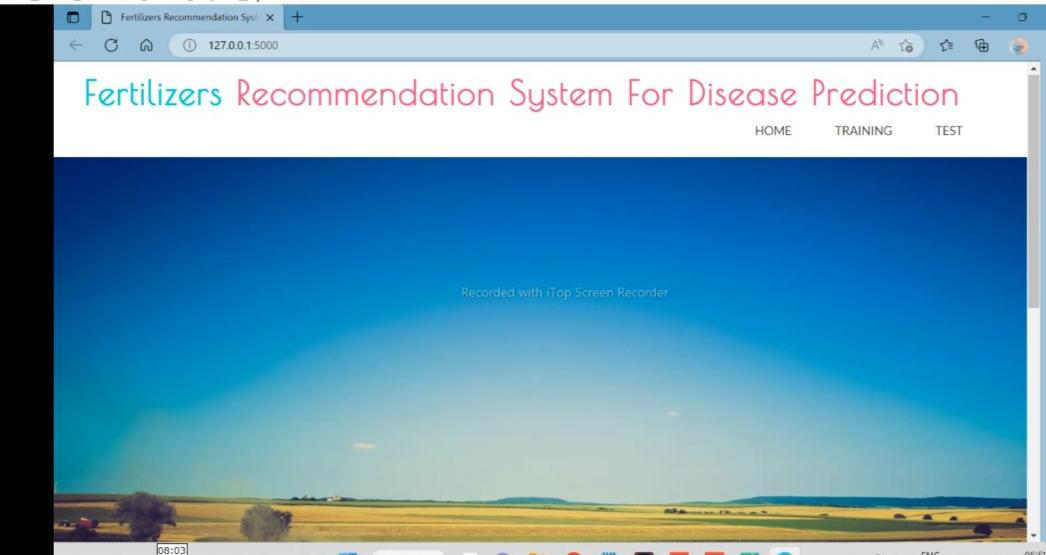 Fertilizers Recommendation Syst
127.0.0.1:5000
Fertilizers Recommendation System For Disease Prediction
HOME TRAINING TEST
Recorded with iTop Screen Recorder
08:03
ENG